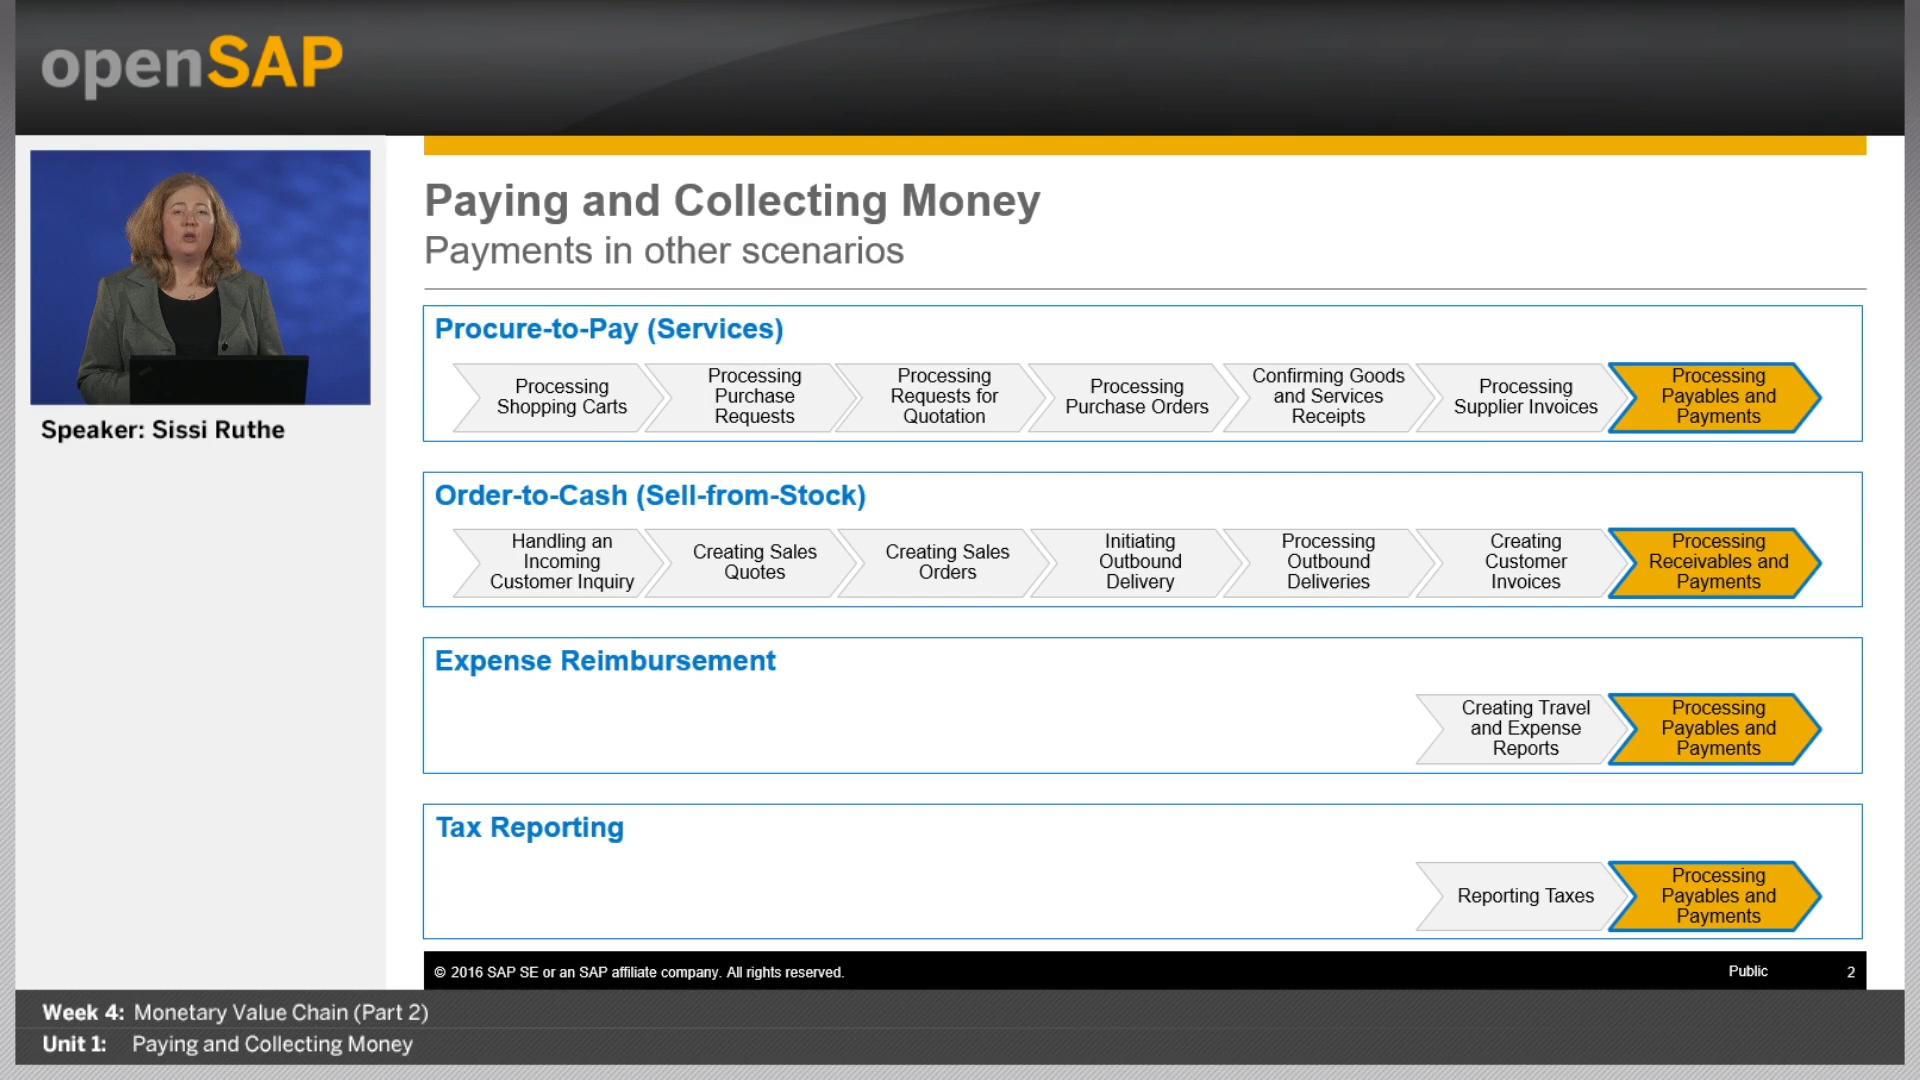 openSAP
Speaker: Sissi Ruthe
Paying and Collecting Money
Payments in other scenarios
Procure-to-Pay (Services)
Processing
Shopping Carts
Processing
Purchase
Requests
Processing
Requests for
Quotation
Processing
Purchase Orders
Confirming Goods
and Services
Receipts
Processing
Supplier Invoices
Processing
Payables and
Payments
Order-to-Cash (Sell-from-Stock)
Handling an
Incoming
Customer Inquiry
Creating Sales
Quotes
Creating Sales
Orders
Initiating
Outbound
Delivery
Processing
Outbound
Deliveries
Creating
Customer
Invoices
Processing
Receivables and
Payments
Expense Reimbursement
Creating Travel
and Expense
Reports
Processing
Payables and
Payments
Tax Reporting
Reporting Taxes
Processing
Payables and
Payments
© 2016 SAP SE or an SAP affiliate company. All rights reserved.
Public
2
Week 4: Monetary Value Chain (Part 2)
Unit 1: Paying and Collecting Money